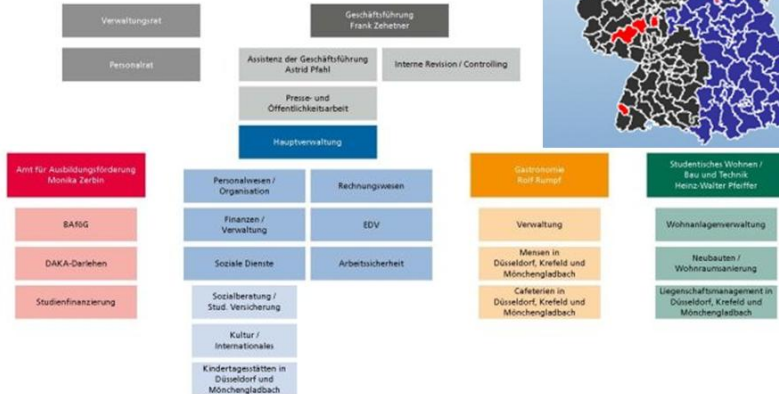 Verwaltungsrat
Geschäftsführung
Frank Zehetner
Personalrat
Assistenz der Geschäftsführung
Astrid Pfahl
Interne Revision / Controlling
Presse- und
Öffentlichkeitsarbeit
Hauptverwaltung
Amt für Ausbildungsförderung
Monika Zerbin
BAföG
DAKA-Darlehen
Studienfinanzierung
Personalwesen /
Organisation
Rechnungswesen
Finanzen /
Verwaltung
EDV
Soziale Dienste
Arbeitssicherheit
Sozialberatung /
Stud. Versicherung
Kultur /
Internationales
Kindertagesstätten in
Düsseldorf und
Mönchengladbach
Gastronomie
Rolf Rumpf
Verwaltung
Mensen in
Düsseldorf, Krefeld und
Mönchengladbach
Cafeterien in
Düsseldorf, Krefeld und
Mönchengladbach
Studentisches Wohnen /
Bau und Technik
Heinz-Walter Pfeiffer
Wohnanlagenverwaltung
Neubauten /
Wohnraumsanierung
Liegenschaftsmanagement in
Düsseldorf, Krefeld und
Mönchengladbach